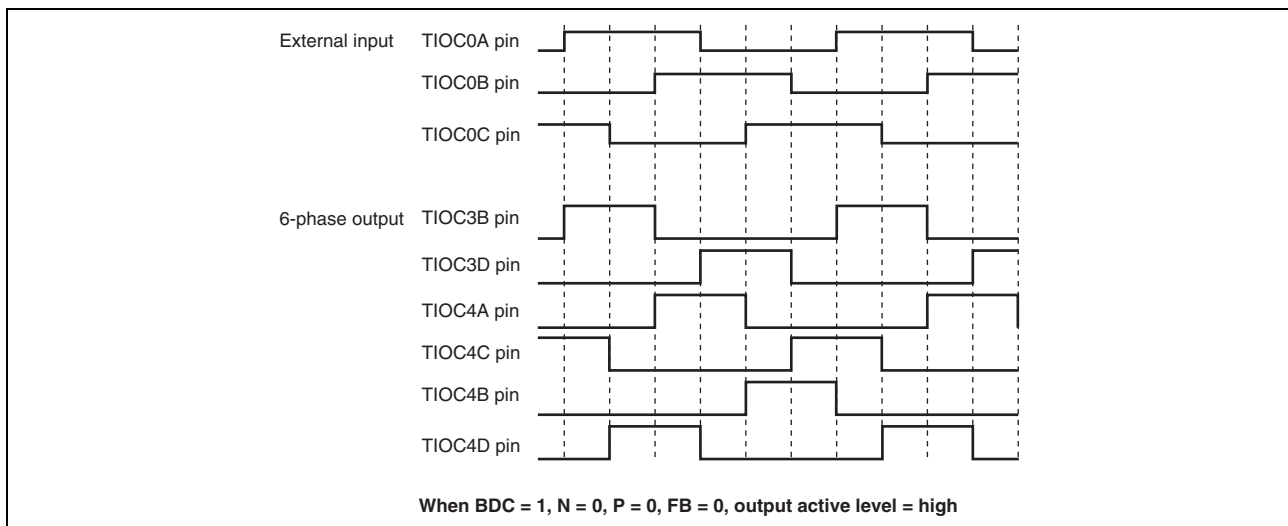 External input TIOC0A pin
TIOC0B pin
TIOC0C pin
6-phase output TIOC3B pin
TIOC3D pin
TIOC4A pin
TIOC4C pin
TIOC4B pin
TIOC4D pin
When BDC = 1, N = 0, P = 0, FB = 0, output active level = high